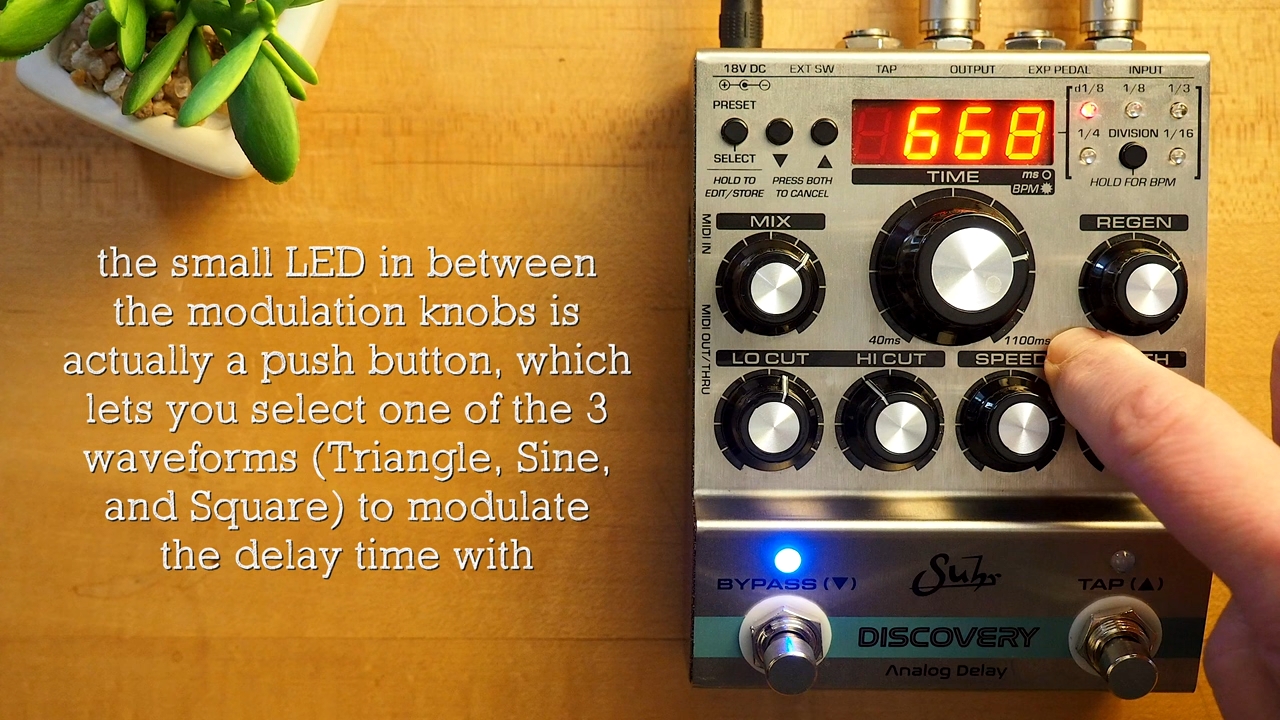 the small LED in between
the modulation knobs is
actually a push button, which
lets you select one of the 3
waveforms (Triangle, Sine,
and Square) to modulate
the delay time with
18V DC EXT SW TAP OUTPUT EXP PEDAL INPUT
PRESET
SELECT
HOLD TO
EDIT/STORE
PRESS BOTH
TO CANCEL
668
TIME
ms
BPM
d1/8 1/8 1/3
1/4 DIVISION 1/16
HOLD FOR BPM
MIDI IN
MIX
REGEN
40ms 1100ms
MIDI OUT/THRU
LO CUT HI CUT SPEED
BYPASS (▼)
Suhr
TAP (▲)
DISCOVERY
Analog Delay